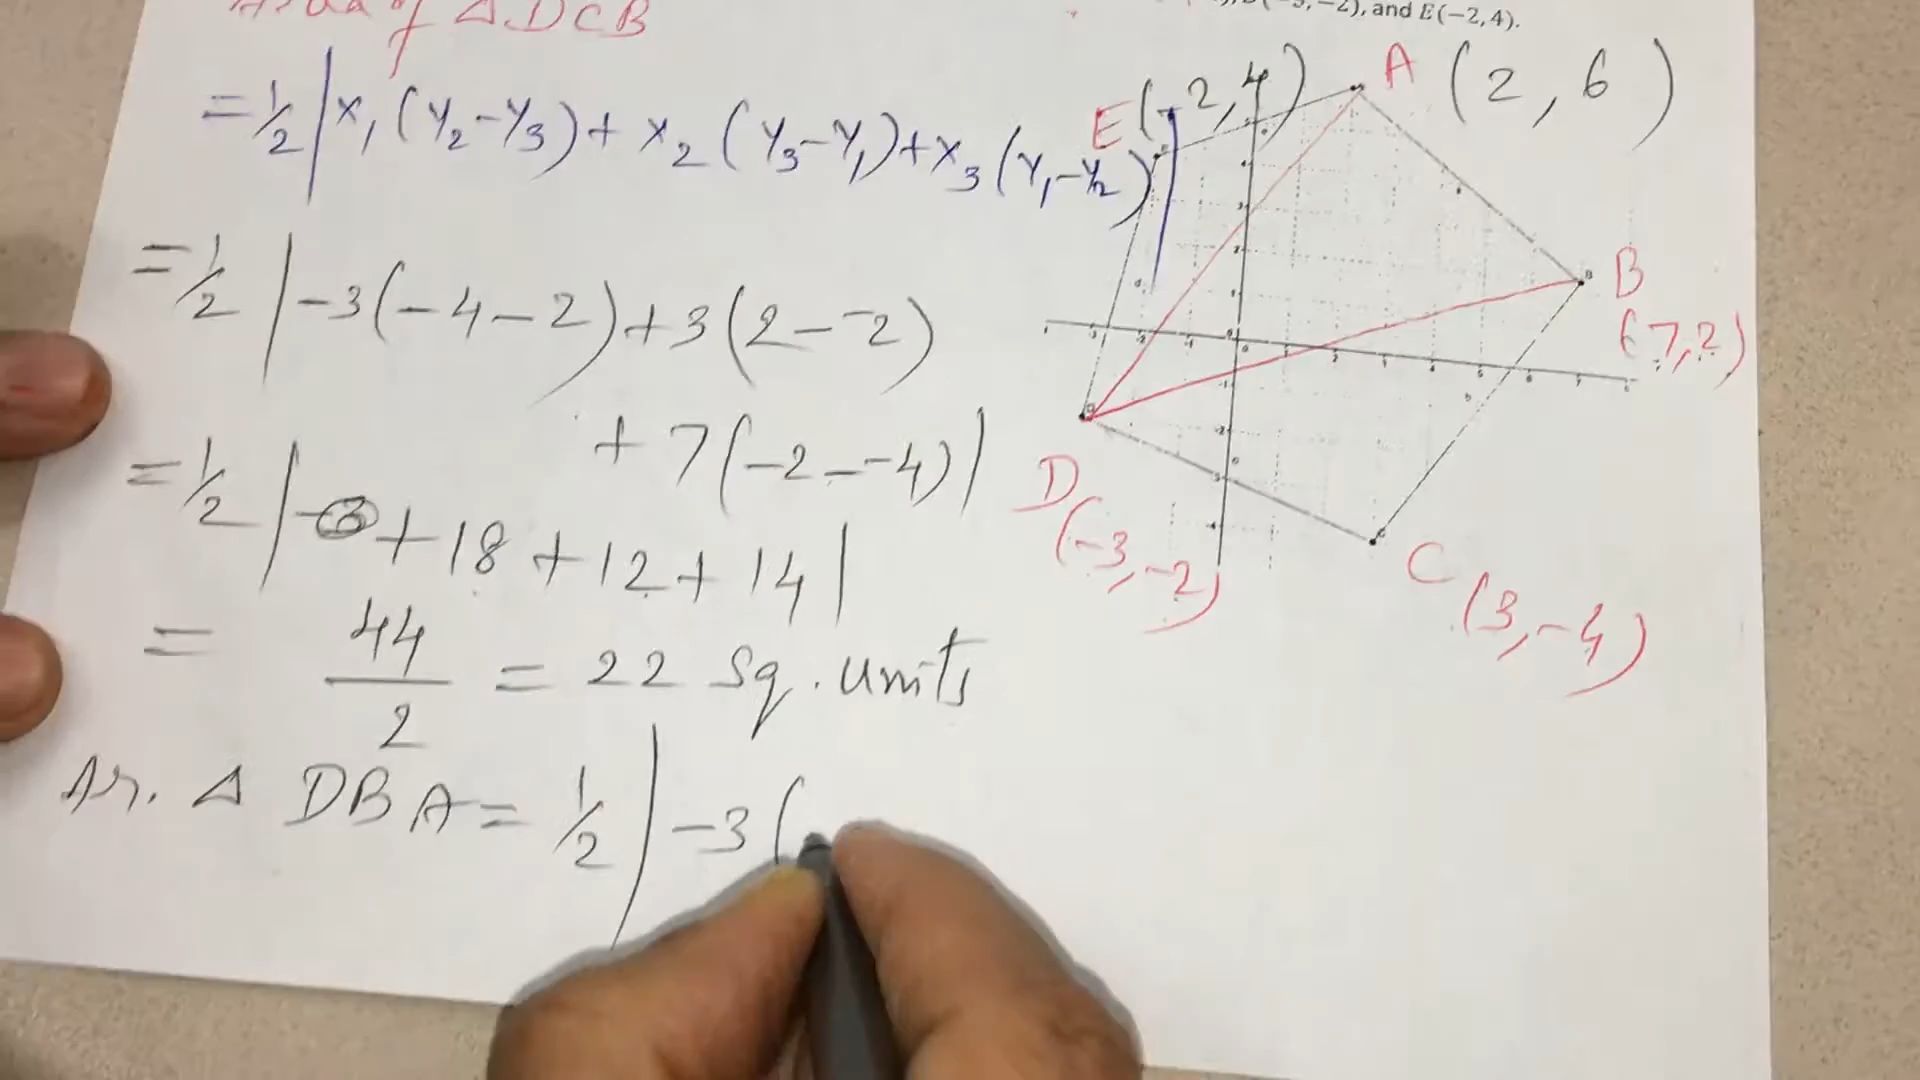 Area of Δ DCB
-2), and E(-2, 4).
= 1/2 | x₁ (y₂-y₃) + x₂ (y₃-y₁) + x₃ (y₁-y₂) |
= 1/2 | -3(-4-2) + 3(2--2)
+ 7(-2--4) |
= 1/2 | + 18 + 12 + 14 |
= 44/2 = 22 Sq. units
Ar. Δ DBA = 1/2 | -3 (
E (-2, 4)
A (2, 6)
B
(7, 2)
D
(-3, -2)
C (3, -4)